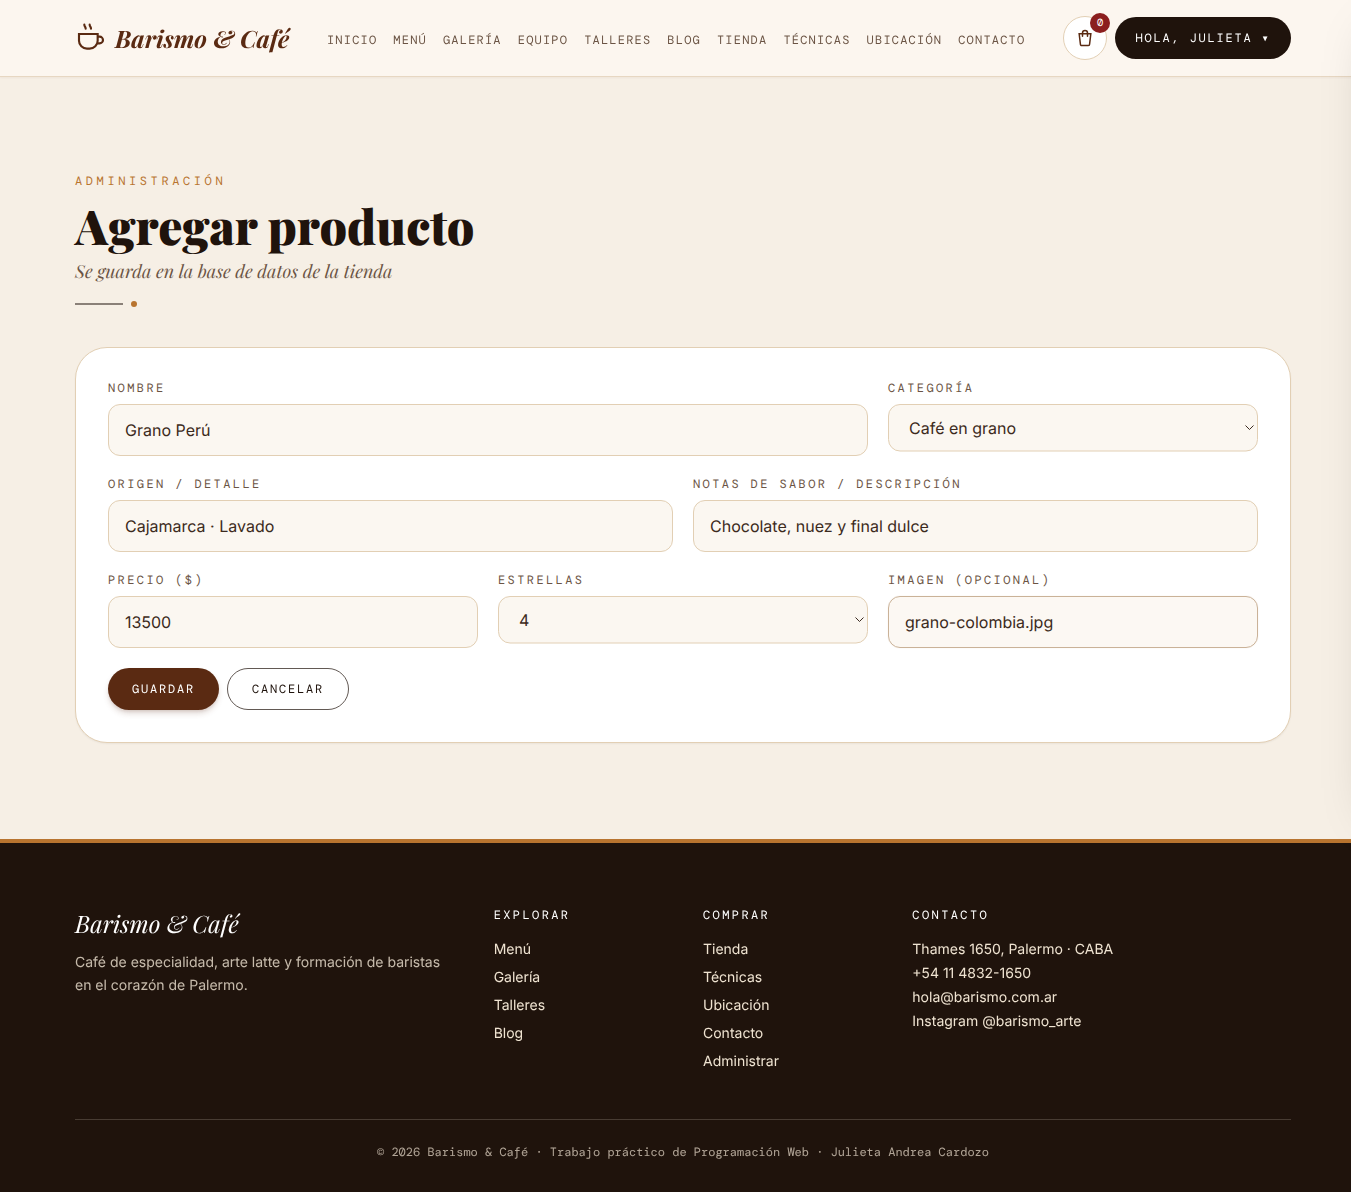 Barismo & Café
INICIO MENÚ GALERÍA EQUIPO TALLERES BLOG TIENDA TÉCNICAS UBICACIÓN CONTACTO
0
HOLA, JULIETA ▾
ADMINISTRACIÓN
Agregar producto
Se guarda en la base de datos de la tienda
NOMBRE
Grano Perú
CATEGORÍA
Café en grano
ORIGEN / DETALLE
Cajamarca · Lavado
NOTAS DE SABOR / DESCRIPCIÓN
Chocolate, nuez y final dulce
PRECIO ($)
13500
ESTRELLAS
4
IMAGEN (OPCIONAL)
grano-colombia.jpg
GUARDAR
CANCELAR
Barismo & Café
Café de especialidad, arte latte y formación de baristas
en el corazón de Palermo.
EXPLORAR
Menú
Galería
Talleres
Blog
COMPRAR
Tienda
Técnicas
Ubicación
Contacto
Administrar
CONTACTO
Thames 1650, Palermo · CABA
+54 11 4832-1650
hola@barismo.com.ar
Instagram @barismo_arte
© 2026 Barismo & Café · Trabajo práctico de Programación Web · Julieta Andrea Cardozo